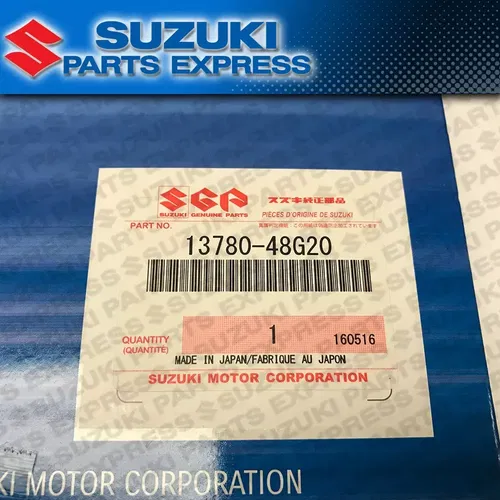 SUZUKI
PARTS EXPRESS
SGP
SUZUKI GENUINE PARTS
スズキ純正部品
PIECES D'ORIGINE DE SUZUKI
PART NO.
13780-48G20
QUANTITY
(QUANTITÉ)
1
160516
MADE IN JAPAN/FABRIQUE AU JAPON
SUZUKI MOTOR CORPORATION
KI MOTOR CORPORATION